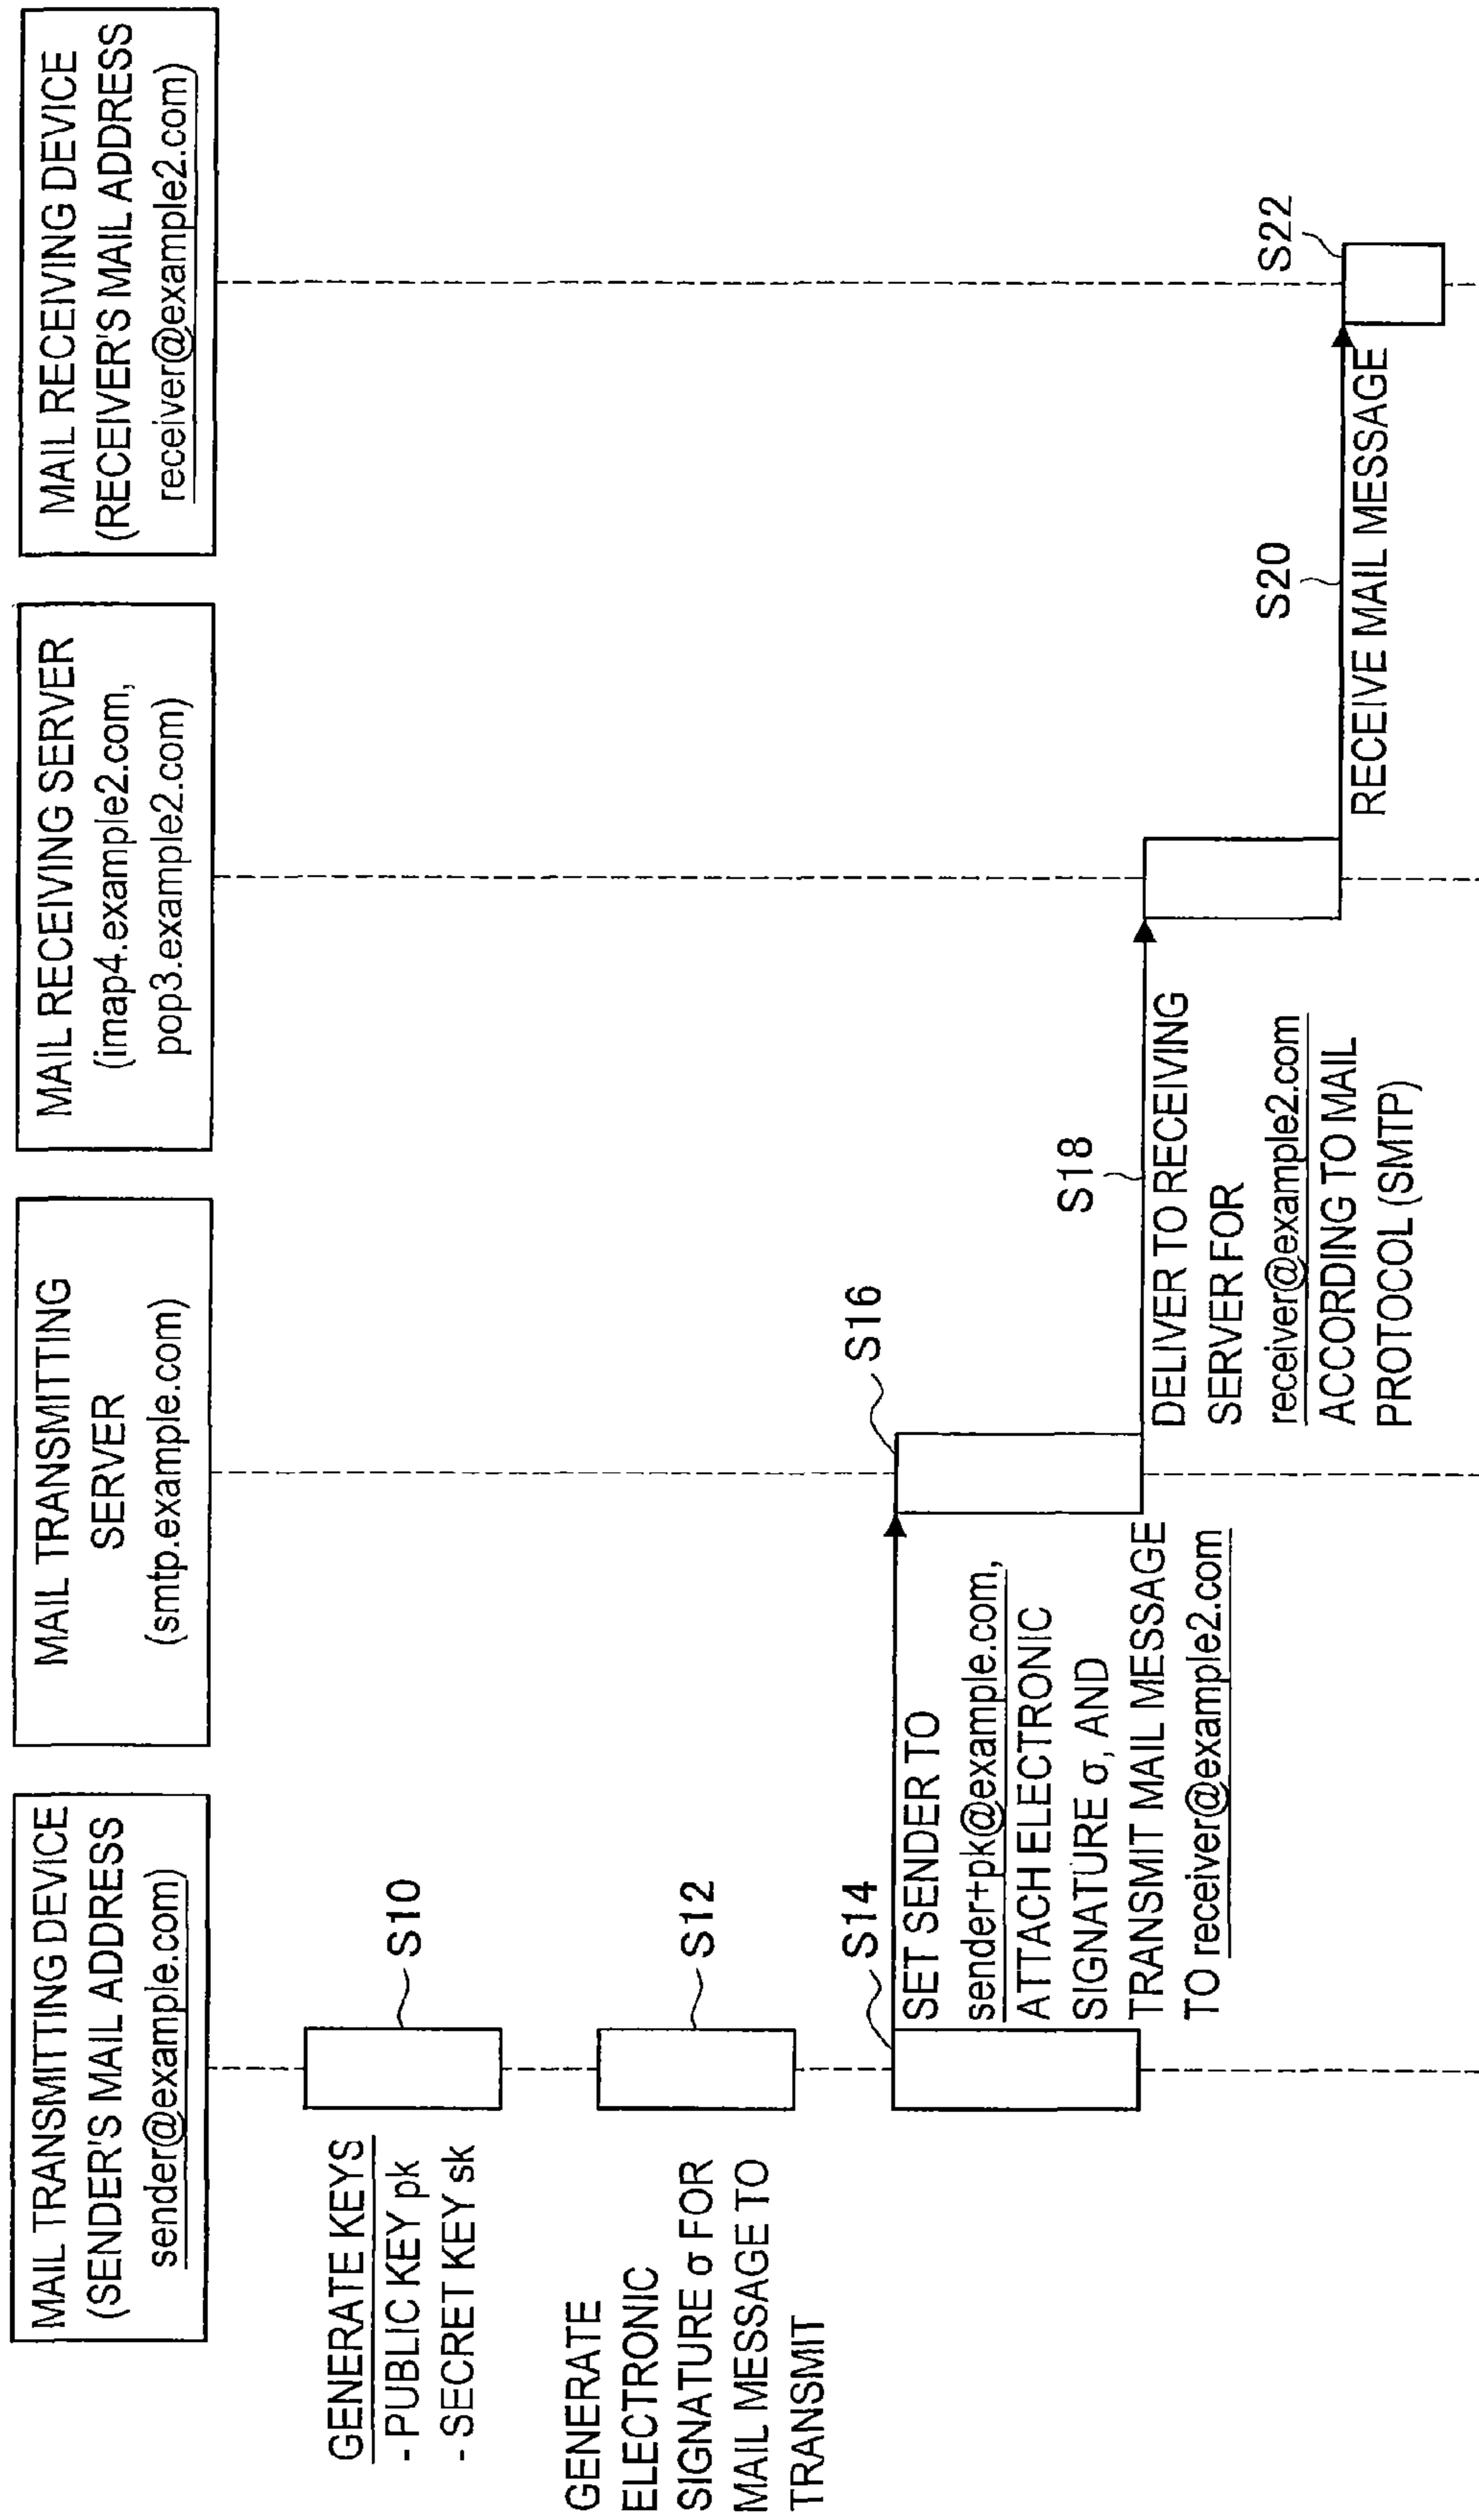 MAIL TRANSMITTING DEVICE
(SENDER'S MAIL ADDRESS
sender@example.com)
MAIL TRANSMITTING
SERVER
(smtp.example.com)
MAIL RECEIVING SERVER
(imap4.example2.com,
pop3.example2.com)
MAIL RECEIVING DEVICE
(RECEIVER'S MAIL ADDRESS
receiver@example2.com)
GENERATE KEYS
- PUBLIC KEY pk
- SECRET KEY sk
S10
GENERATE
ELECTRONIC
SIGNATURE σ FOR
MAIL MESSAGE TO
TRANSMIT
S12
S14
SET SENDER TO
sender+pk@example.com,
ATTACH ELECTRONIC
SIGNATURE σ, AND
TRANSMIT MAIL MESSAGE
TO receiver@example2.com
S16
S18
DELIVER TO RECEIVING
SERVER FOR
receiver@example2.com
ACCORDING TO MAIL
PROTOCOL (SMTP)
S20
RECEIVE MAIL MESSAGE
S22